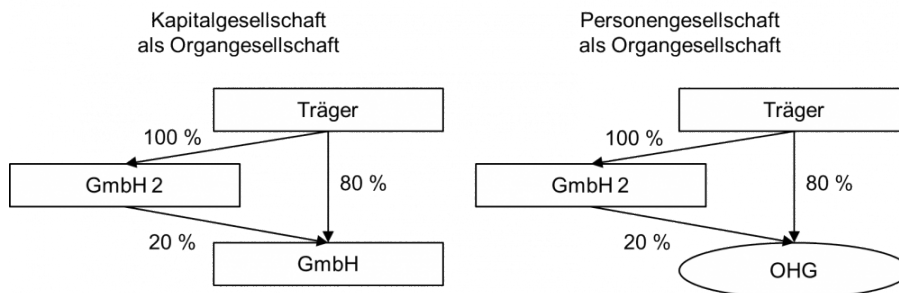 Kapitalgesellschaft
als Organgesellschaft
Träger
100 %
GmbH 2
80 %
20 %
GmbH
Personengesellschaft
als Organgesellschaft
Träger
100 %
GmbH 2
80 %
20 %
OHG